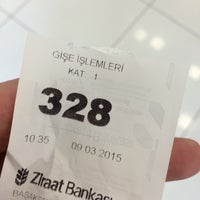 GİŞE İŞLEMLERİ
KAT 1
328
10:35 09 03 2015
Ziraat Bankası